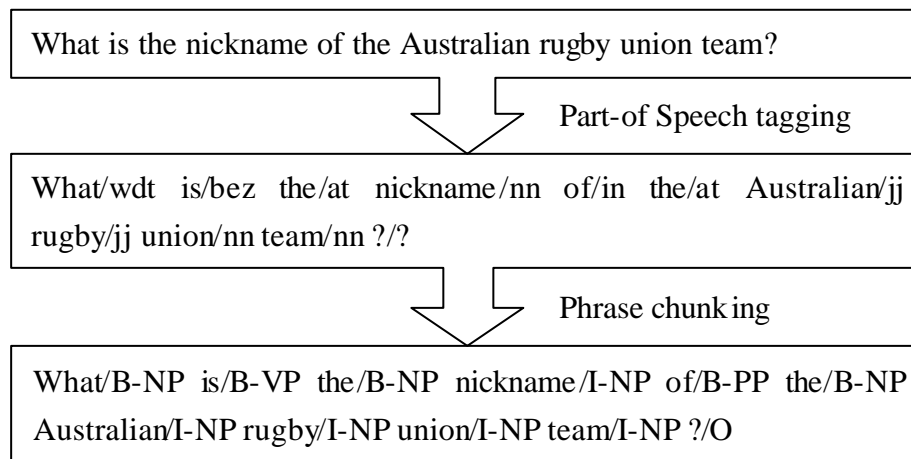 What is the nickname of the Australian rugby union team?
Part-of Speech tagging
What/wdt is/bez the/at nickname/nn of/in the/at Australian/jj
rugby/jj union/nn team/nn ?/?
Phrase chunking
What/B-NP is/B-VP the/B-NP nickname/I-NP of/B-PP the/B-NP
Australian/I-NP rugby/I-NP union/I-NP team/I-NP ?/O